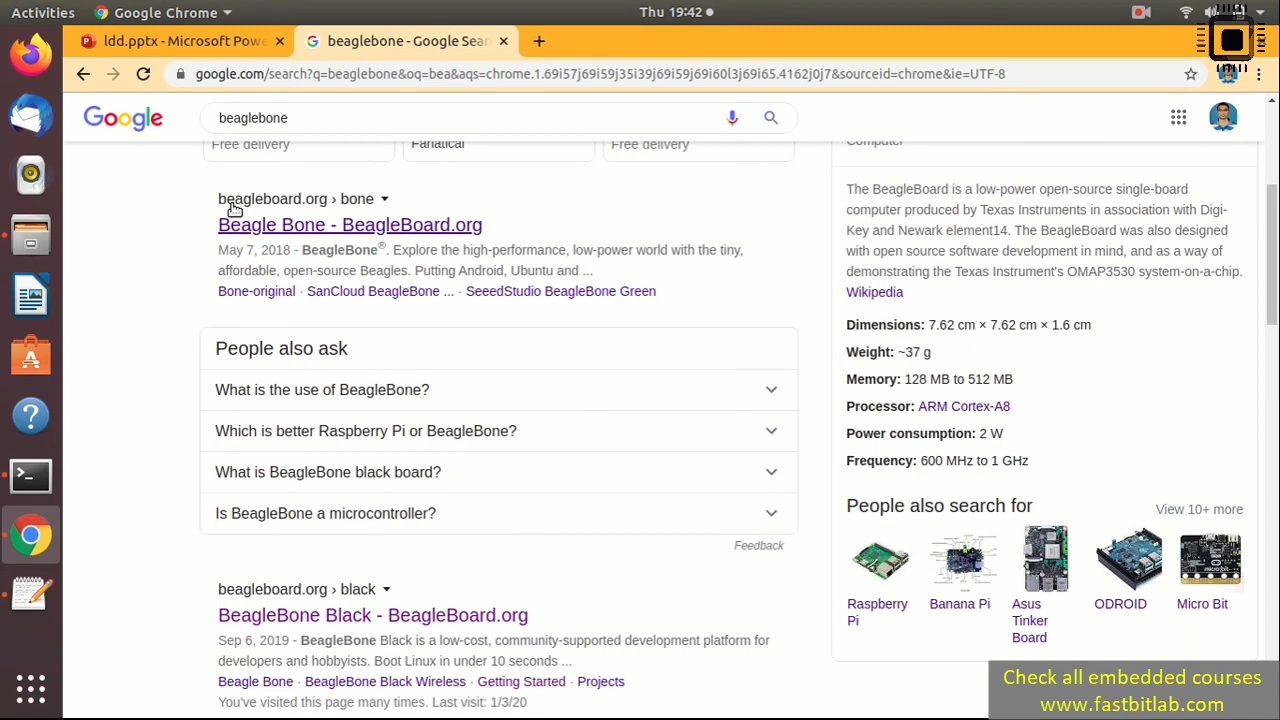 Activities
Google Chrome
Thu 19:42
ldd.pptx - Microsoft Pow
beaglebone - Google Sear
google.com/search?q=beaglebone&oq=bea&aqs=chrome.1.69i57j69i59j35i39j69i59j69i60l3j69i65.4162j0j7&sourceid=chrome&ie=UTF-8
Google
beaglebone
Free delivery
Fanatical
Free delivery
beagleboard.org › bone
Beagle Bone - BeagleBoard.org
May 7, 2018 - BeagleBone®. Explore the high-performance, low-power world with the tiny,
affordable, open-source Beagles. Putting Android, Ubuntu and ...
Bone-original · SanCloud BeagleBone ... · SeeedStudio BeagleBone Green
People also ask
What is the use of BeagleBone?
Which is better Raspberry Pi or BeagleBone?
What is BeagleBone black board?
Is BeagleBone a microcontroller?
Feedback
beagleboard.org › black
BeagleBone Black - BeagleBoard.org
Sep 6, 2019 - BeagleBone Black is a low-cost, community-supported development platform for
developers and hobbyists. Boot Linux in under 10 seconds ...
Beagle Bone · BeagleBone Black Wireless · Getting Started · Projects
You've visited this page many times. Last visit: 1/3/20
Computer
The BeagleBoard is a low-power open-source single-board
computer produced by Texas Instruments in association with Digi-
Key and Newark element14. The BeagleBoard was also designed
with open source software development in mind, and as a way of
demonstrating the Texas Instrument's OMAP3530 system-on-a-chip.
Wikipedia
Dimensions: 7.62 cm × 7.62 cm × 1.6 cm
Weight: ~37 g
Memory: 128 MB to 512 MB
Processor: ARM Cortex-A8
Power consumption: 2 W
Frequency: 600 MHz to 1 GHz
People also search for
View 10+ more
Raspberry
Pi
Banana Pi
Asus
Tinker
Board
ODROID
Micro Bit
Check all embedded courses
www.fastbitlab.com